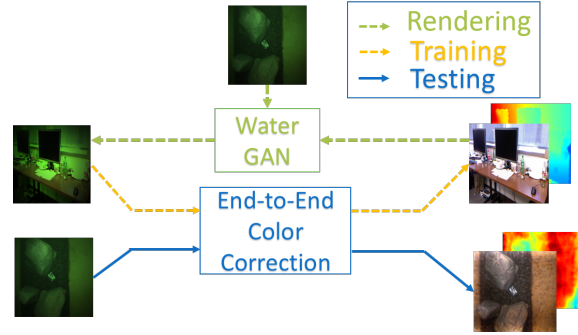 Rendering
Training
Testing
Water
GAN
End-to-End
Color
Correction